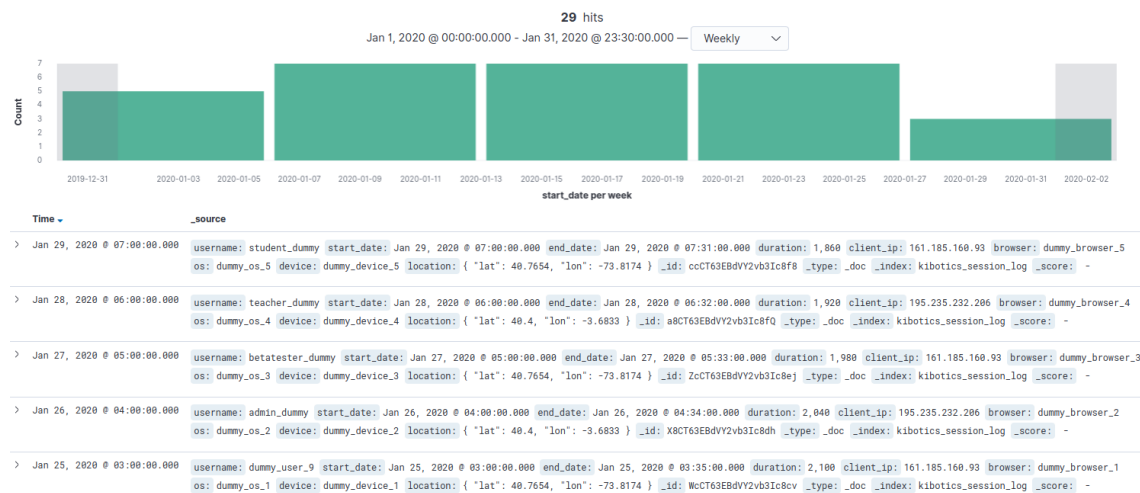 29 hits
Jan 1, 2020 @ 00:00:00.000 - Jan 31, 2020 @ 23:30:00.000 — Weekly
Count
7
6
5
4
3
2
1
0
2019-12-31 2020-01-03 2020-01-05 2020-01-07 2020-01-09 2020-01-11 2020-01-13 2020-01-15 2020-01-17 2020-01-19 2020-01-21 2020-01-23 2020-01-25 2020-01-27 2020-01-29 2020-01-31 2020-02-02
start_date per week
Time _source
Jan 29, 2020 @ 07:00:00.000 username: student_dummy start_date: Jan 29, 2020 @ 07:00:00.000 end_date: Jan 29, 2020 @ 07:31:00.000 duration: 1,860 client_ip: 161.185.160.93 browser: dummy_browser_5
os: dummy_os_5 device: dummy_device_5 location: { "lat": 40.7654, "lon": -73.8174 } _id: ccCT63EBdVY2vb3Ic8f8 _type: _doc _index: kibotics_session_log _score: -
Jan 28, 2020 @ 06:00:00.000 username: teacher_dummy start_date: Jan 28, 2020 @ 06:00:00.000 end_date: Jan 28, 2020 @ 06:32:00.000 duration: 1,920 client_ip: 195.235.232.206 browser: dummy_browser_4
os: dummy_os_4 device: dummy_device_4 location: { "lat": 40.4, "lon": -3.6833 } _id: a8CT63EBdVY2vb3Ic8fQ _type: _doc _index: kibotics_session_log _score: -
Jan 27, 2020 @ 05:00:00.000 username: betatester_dummy start_date: Jan 27, 2020 @ 05:00:00.000 end_date: Jan 27, 2020 @ 05:33:00.000 duration: 1,980 client_ip: 161.185.160.93 browser: dummy_browser_3
os: dummy_os_3 device: dummy_device_3 location: { "lat": 40.7654, "lon": -73.8174 } _id: ZcCT63EBdVY2vb3Ic8ej _type: _doc _index: kibotics_session_log _score: -
Jan 26, 2020 @ 04:00:00.000 username: admin_dummy start_date: Jan 26, 2020 @ 04:00:00.000 end_date: Jan 26, 2020 @ 04:34:00.000 duration: 2,040 client_ip: 195.235.232.206 browser: dummy_browser_2
os: dummy_os_2 device: dummy_device_2 location: { "lat": 40.4, "lon": -3.6833 } _id: X8CT63EBdVY2vb3Ic8dh _type: _doc _index: kibotics_session_log _score: -
Jan 25, 2020 @ 03:00:00.000 username: dummy_user_9 start_date: Jan 25, 2020 @ 03:00:00.000 end_date: Jan 25, 2020 @ 03:35:00.000 duration: 2,100 client_ip: 161.185.160.93 browser: dummy_browser_1
os: dummy_os_1 device: dummy_device_1 location: { "lat": 40.7654, "lon": -73.8174 } _id: WcCT63EBdVY2vb3Ic8cv _type: _doc _index: kibotics_session_log _score: -